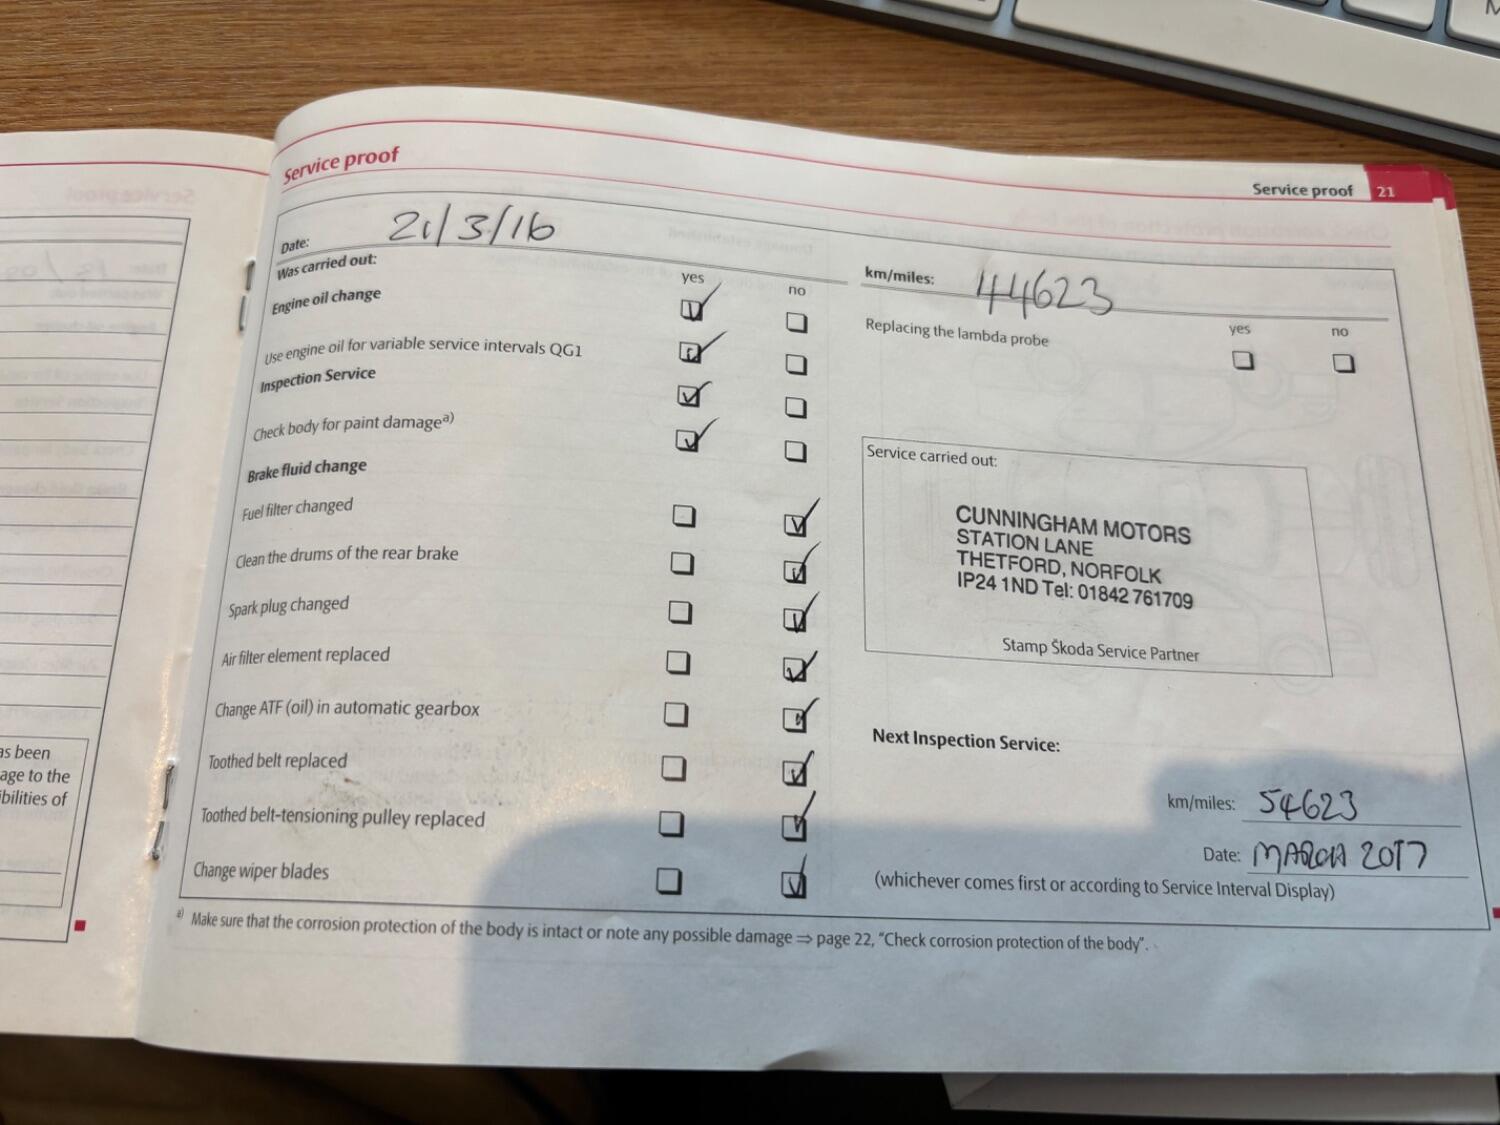 Service proof
Service proof 21
Date: 21/3/16
km/miles: 44623
Was carried out:
yes no
Engine oil change
Use engine oil for variable service intervals QG1
Inspection Service
Check body for paint damage a)
Brake fluid change
Fuel filter changed
Clean the drums of the rear brake
Spark plug changed
Air filter element replaced
Change ATF (oil) in automatic gearbox
Toothed belt replaced
Toothed belt-tensioning pulley replaced
Change wiper blades
yes no
Replacing the lambda probe
Service carried out:
CUNNINGHAM MOTORS
STATION LANE
THETFORD, NORFOLK
IP24 1ND Tel: 01842 761709
Stamp Škoda Service Partner
Next Inspection Service:
km/miles: 54623
Date: MARCH 2017
(whichever comes first or according to Service Interval Display)
a) Make sure that the corrosion protection of the body is intact or note any possible damage ⇒ page 22, "Check corrosion protection of the body".
as been
age to the
ibilities of